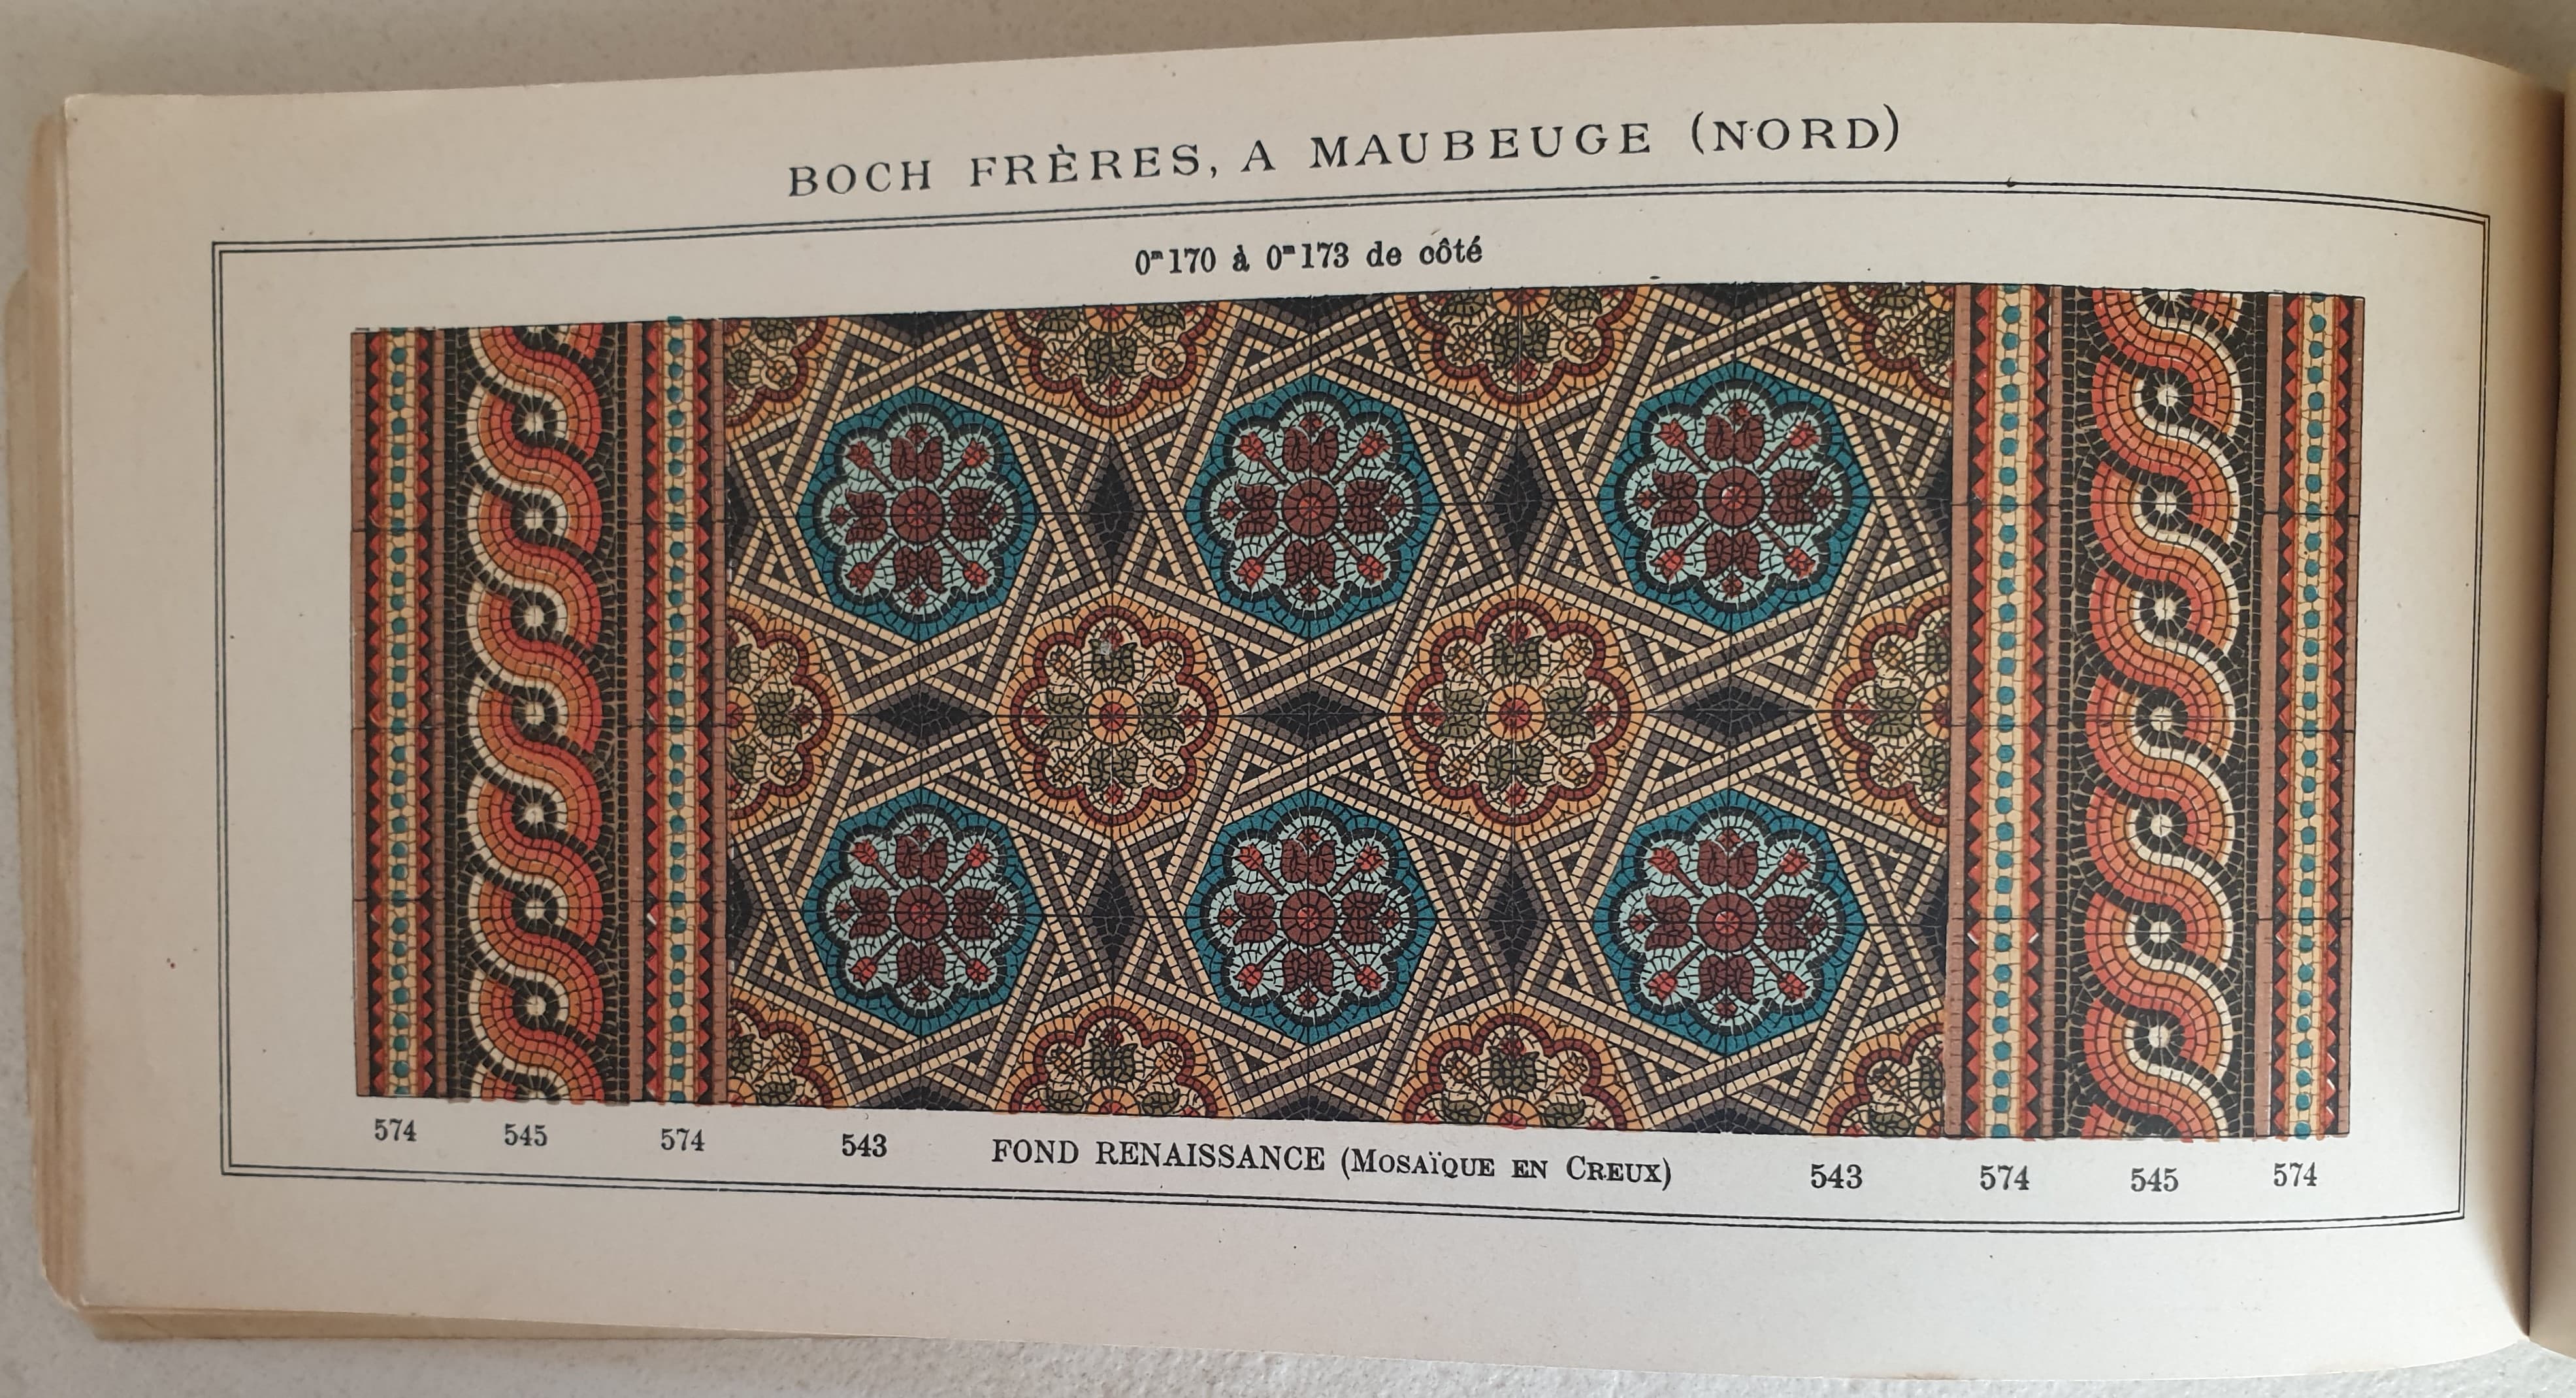 BOCH FRÈRES, A MAUBEUGE (NORD)
0ᵐ170 à 0ᵐ173 de côté
574 545 574 543 FOND RENAISSANCE (MOSAÏQUE EN CREUX) 543 574 545 574